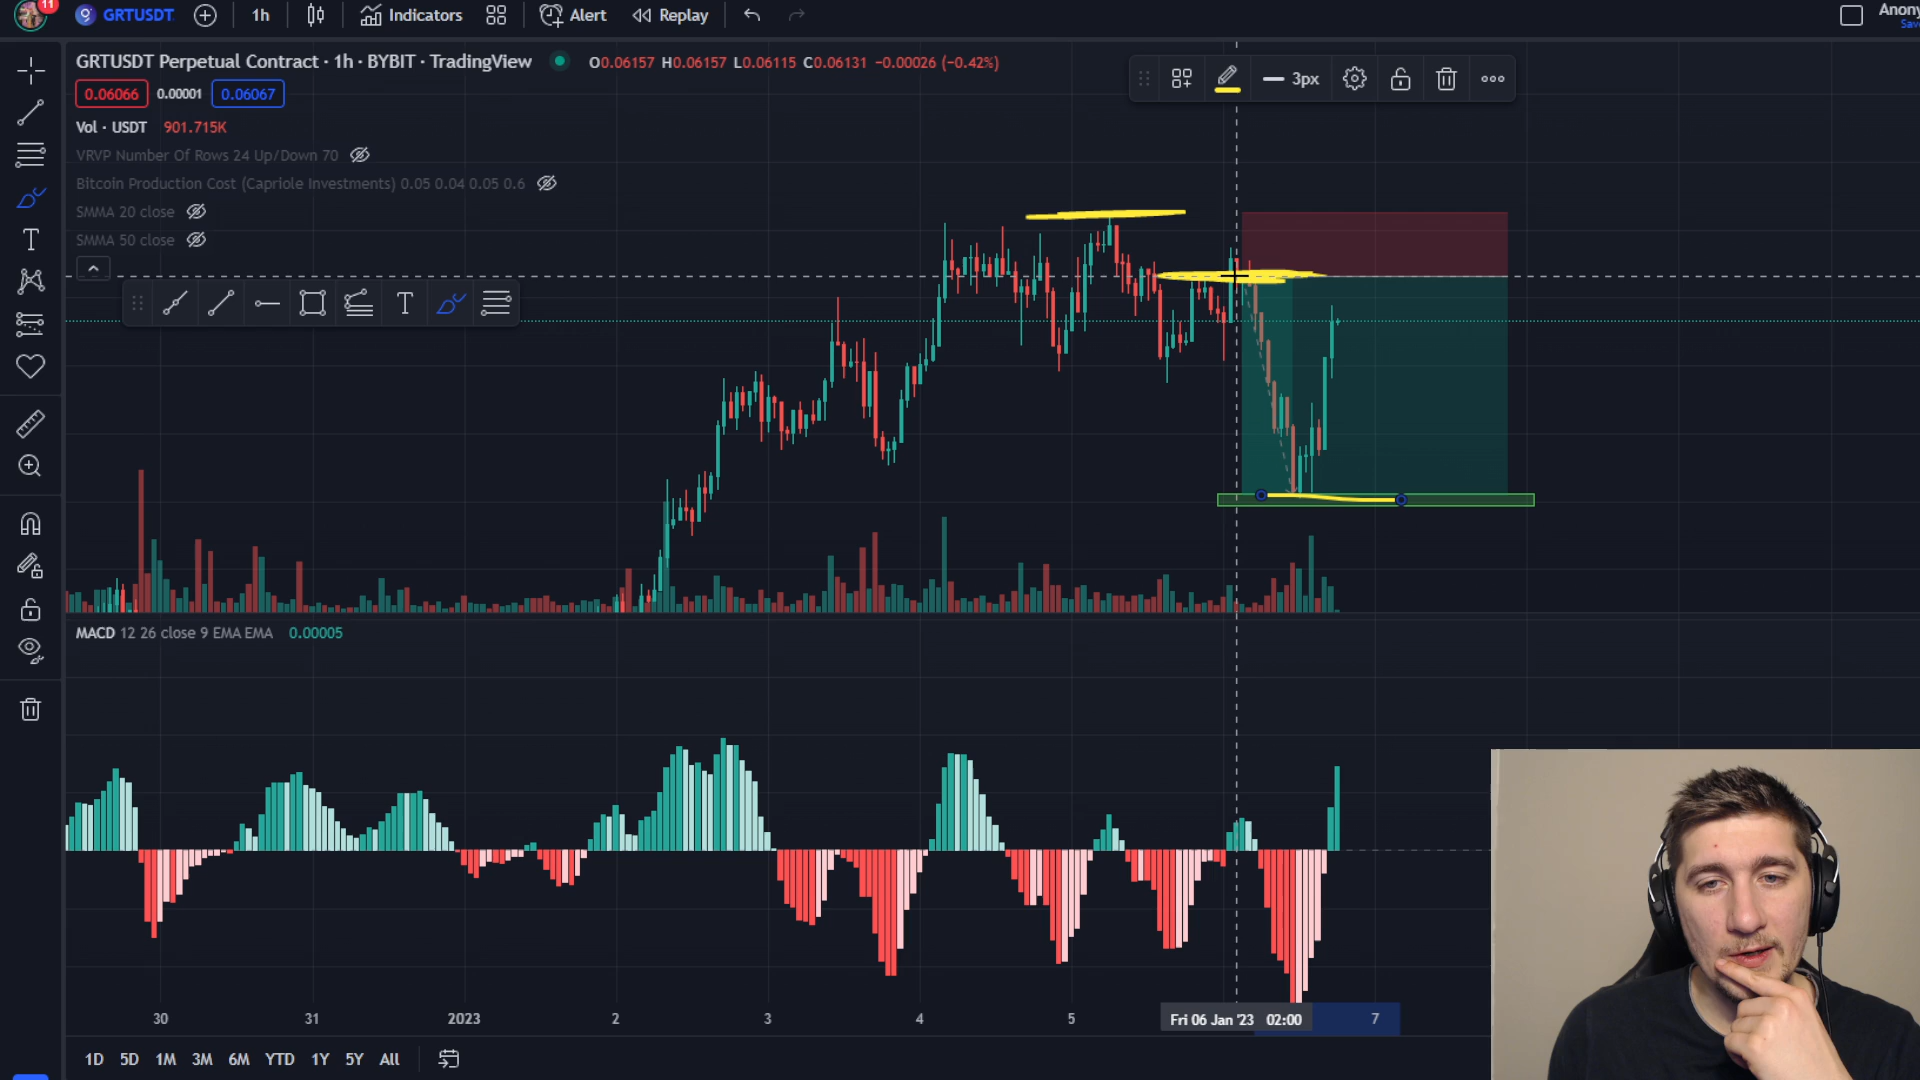 11
GRTUSDT
1h
Indicators
Alert
Replay
Anony
Sav
GRTUSDT Perpetual Contract · 1h · BYBIT · TradingView
O0.06157 H0.06157 L0.06115 C0.06131 −0.00026 (−0.42%)
0.06066
0.00001
0.06067
3px
Vol · USDT 901.715K
VRVP Number Of Rows 24 Up/Down 70
Bitcoin Production Cost (Capriole Investments) 0.05 0.04 0.05 0.6
SMMA 20 close
SMMA 50 close
MACD 12 26 close 9 EMA EMA 0.00005
30
31
2023
2
3
4
5
Fri 06 Jan '23 02:00
7
1D 5D 1M 3M 6M YTD 1Y 5Y All